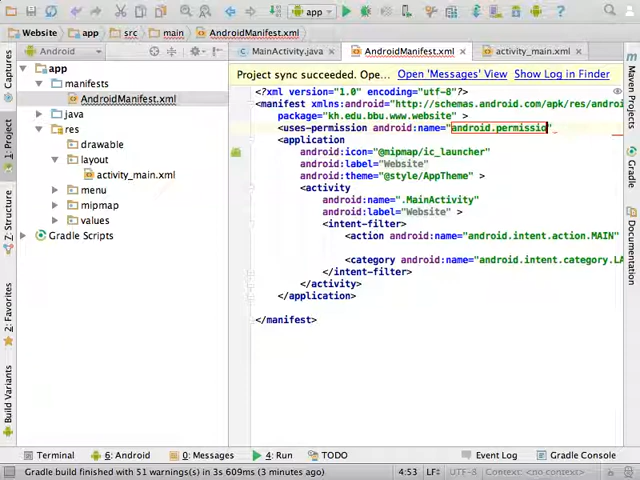 app
Website
app
src
main
AndroidManifest.xml
Android
MainActivity.java
AndroidManifest.xml
activity_main.xml
Project sync succeeded. Ope... Open 'Messages' View Show Log in Finder
app
manifests
AndroidManifest.xml
java
res
drawable
layout
activity_main.xml
menu
mipmap
values
Gradle Scripts
<?xml version="1.0" encoding="utf-8"?>
<manifest xmlns:android="http://schemas.android.com/apk/res/andro
package="kh.edu.bbu.www.website" >
<uses-permission android:name="android.permissio"
<application
android:icon="@mipmap/ic_launcher"
android:label="Website"
android:theme="@style/AppTheme" >
<activity
android:name=".MainActivity"
android:label="Website" >
<intent-filter>
<action android:name="android.intent.action.MAIN"
<category android:name="android.intent.category.LA
</intent-filter>
</activity>
</application>
</manifest>
Captures
1: Project
7: Structure
2: Favorites
Build Variants
Maven Projects
Gradle
Documentation
Terminal
6: Android
0: Messages
4: Run
TODO
Event Log
Gradle Console
Gradle build finished with 51 warnings(s) in 3s 609ms (3 minutes ago)
4:53
LF
UTF-8
Context: <no context>